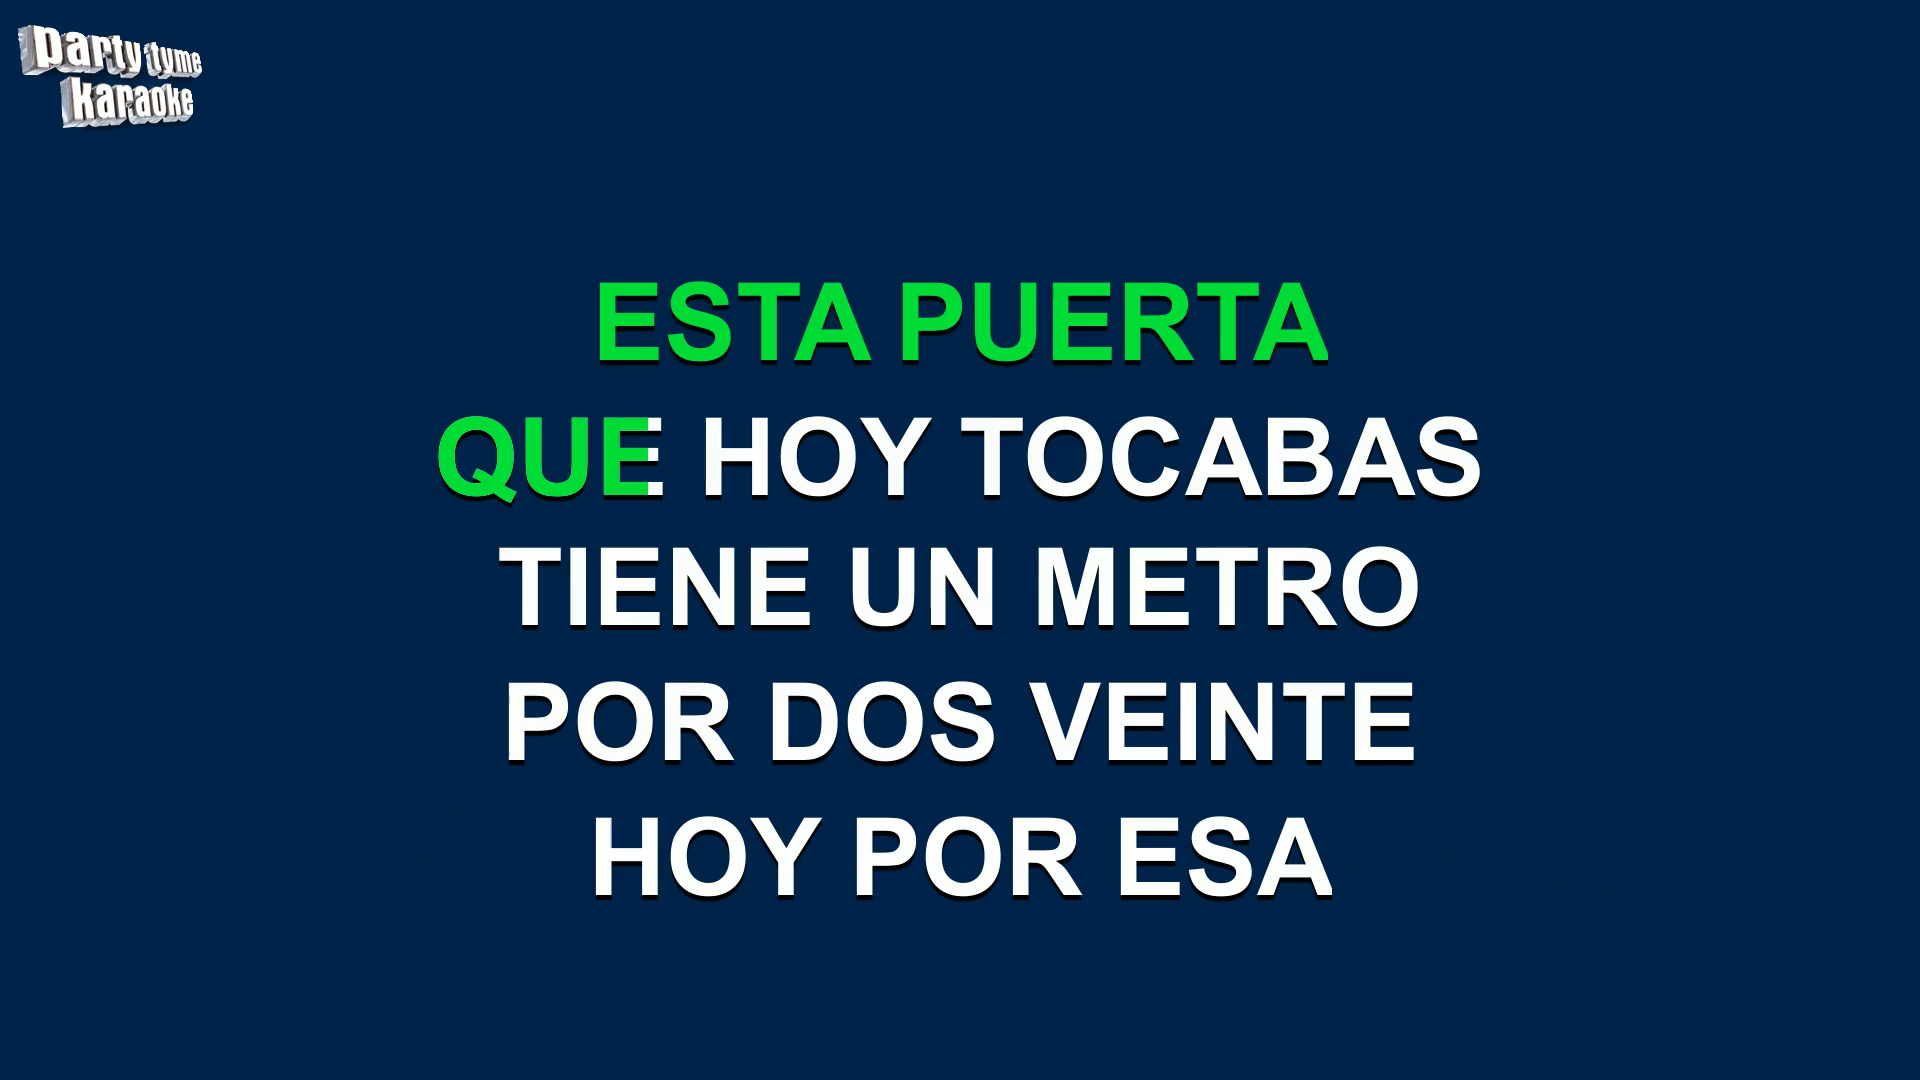 party tyme
karaoke
ESTA PUERTA
QUE HOY TOCABAS
TIENE UN METRO
POR DOS VEINTE
HOY POR ESA